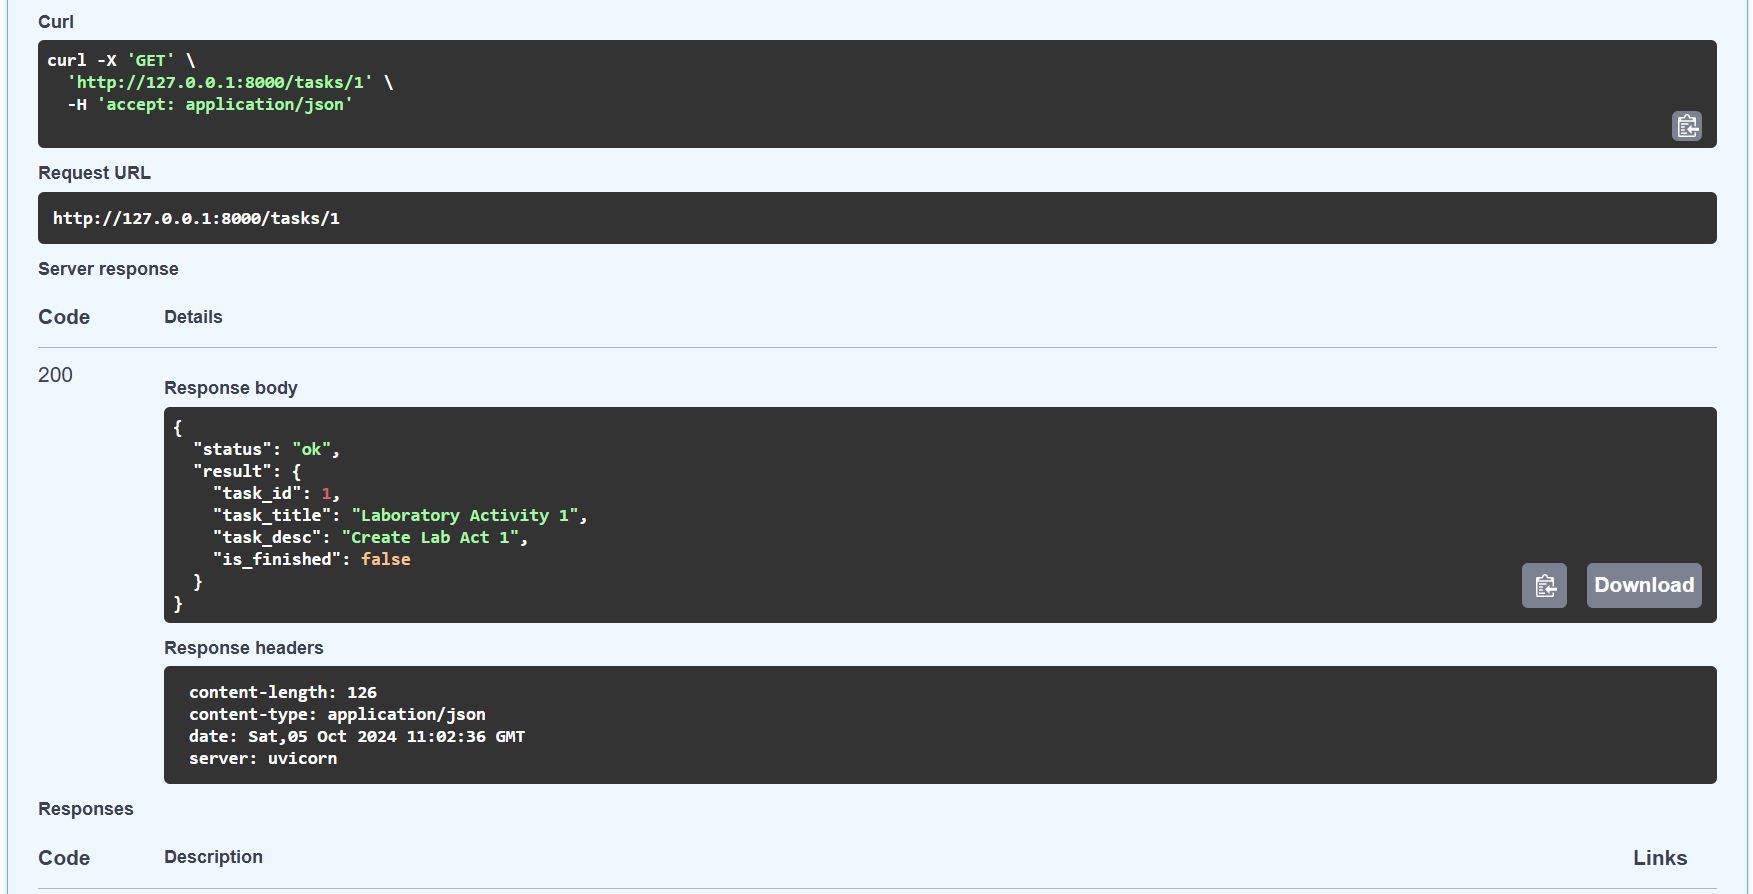 Curl
curl -X 'GET' \
  'http://127.0.0.1:8000/tasks/1' \
  -H 'accept: application/json'
Request URL
http://127.0.0.1:8000/tasks/1
Server response
Code Details
200
Response body
{
  "status": "ok",
  "result": {
    "task_id": 1,
    "task_title": "Laboratory Activity 1",
    "task_desc": "Create Lab Act 1",
    "is_finished": false
  }
}
Download
Response headers
content-length: 126
content-type: application/json
date: Sat,05 Oct 2024 11:02:36 GMT
server: uvicorn
Responses
Code Description Links